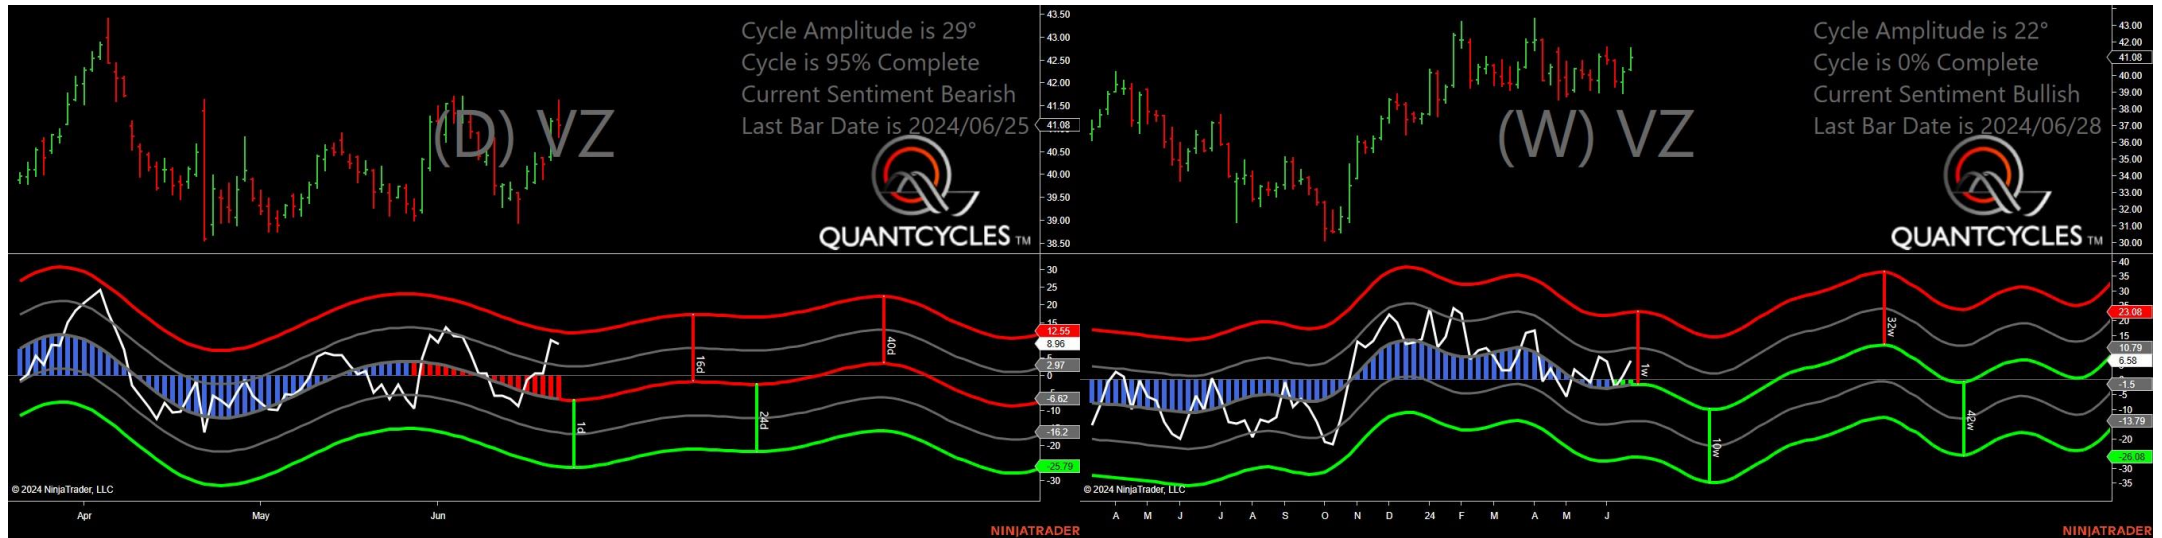 Cycle Amplitude is 29°
Cycle is 95% Complete
Current Sentiment Bearish
Last Bar Date is 2024/06/25
(D) VZ
QUANTCYCLES TM
43.50
43.00
42.50
42.00
41.50
41.08
40.50
40.00
39.50
39.00
38.50
30
25
20
15
12.55
8.96
5
2.97
0
-6.62
-10
-16.2
-20
-25.79
-30
1d
16d
24d
40d
© 2024 NinjaTrader, LLC
Apr May Jun
NINJATRADER
Cycle Amplitude is 22°
Cycle is 0% Complete
Current Sentiment Bullish
Last Bar Date is 2024/06/28
(W) VZ
QUANTCYCLES TM
43.00
42.00
41.08
40.00
39.00
38.00
37.00
36.00
35.00
34.00
33.00
32.00
31.00
30.00
40
35
30
23.08
20
15
10.79
6.58
-1.5
-5
-10
-13.79
-20
-26.08
-30
-35
1w
10w
32w
42w
© 2024 NinjaTrader, LLC
A M J J A S O N D 24 F M A M J
NINJATRADER